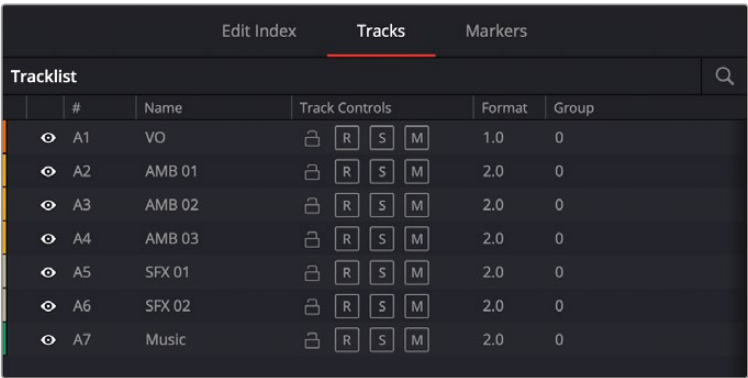 Edit Index Tracks Markers
Tracklist
# Name Track Controls Format Group
A1 VO R S M 1.0 0
A2 AMB 01 R S M 2.0 0
A3 AMB 02 R S M 2.0 0
A4 AMB 03 R S M 2.0 0
A5 SFX 01 R S M 2.0 0
A6 SFX 02 R S M 2.0 0
A7 Music R S M 2.0 0